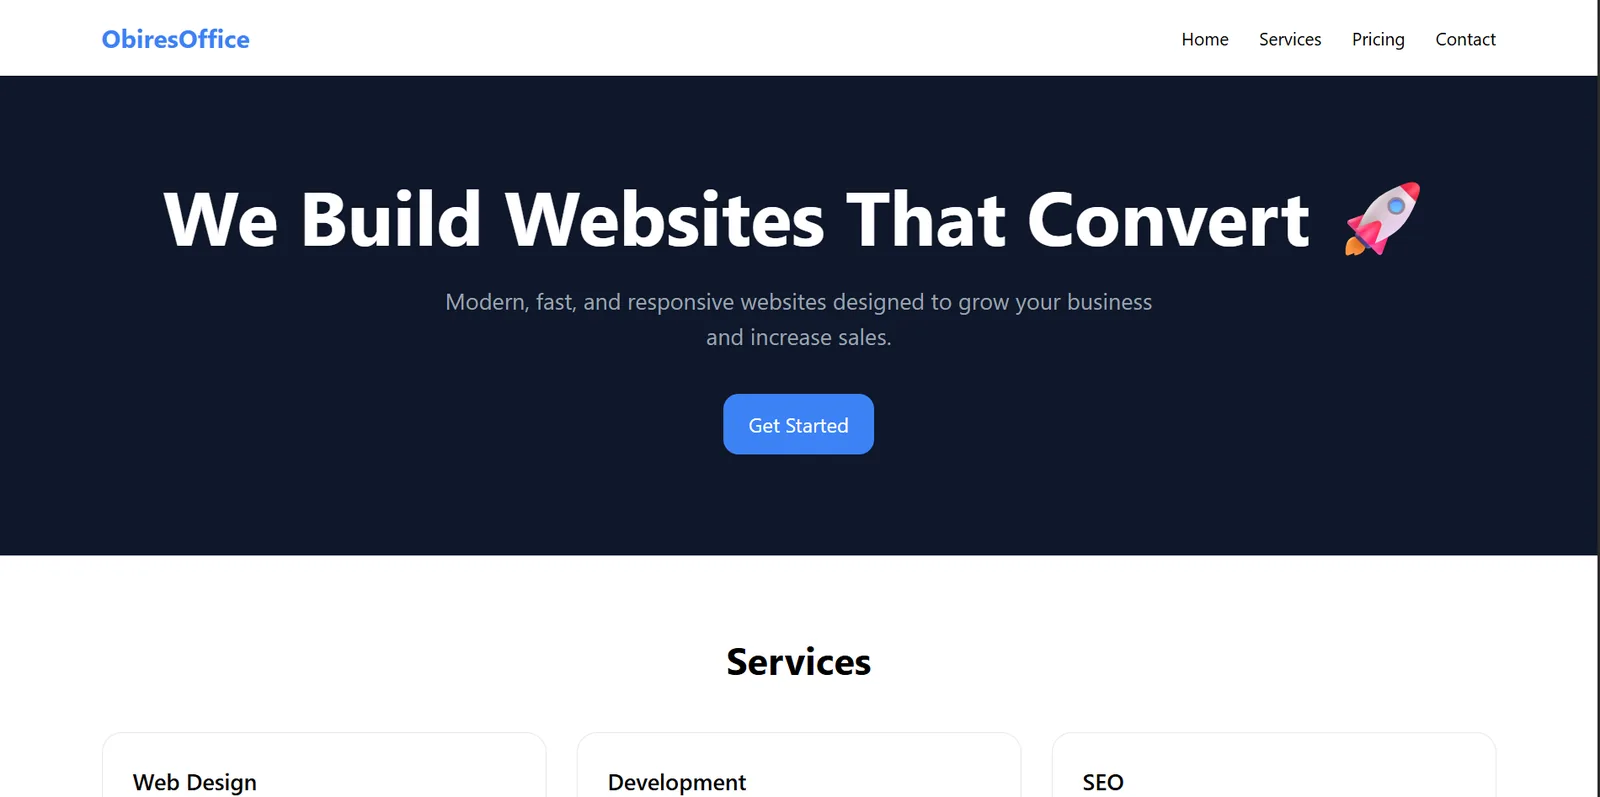 ObiresOffice
Home Services Pricing Contact
We Build Websites That Convert 🚀
Modern, fast, and responsive websites designed to grow your business
and increase sales.
Get Started
Services
Web Design
Development
SEO